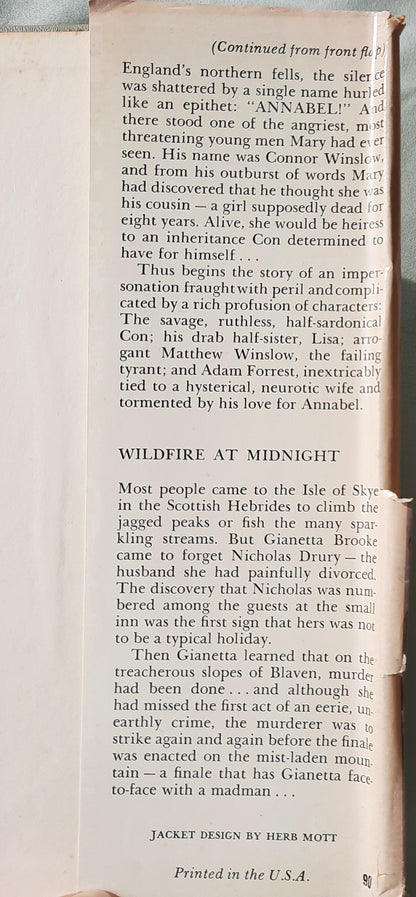 (Continued from front flap)
England's northern fells, the silence
was shattered by a single name hurled
like an epithet: "ANNABEL!" And
there stood one of the angriest, most
threatening young men Mary had ever
seen. His name was Connor Winslow,
and from his outburst of words Mary
had discovered that he thought she was
his cousin — a girl supposedly dead for
eight years. Alive, she would be heiress
to an inheritance Con determined to
have for himself . . .
Thus begins the story of an imper-
sonation fraught with peril and compli-
cated by a rich profusion of characters:
The savage, ruthless, half-sardonical
Con; his drab half-sister, Lisa; arro-
gant Matthew Winslow, the failing
tyrant; and Adam Forrest, inextricably
tied to a hysterical, neurotic wife and
tormented by his love for Annabel.
WILDFIRE AT MIDNIGHT
Most people came to the Isle of Skye
in the Scottish Hebrides to climb the
jagged peaks or fish the many spar-
kling streams. But Gianetta Brooke
came to forget Nicholas Drury — the
husband she had painfully divorced.
The discovery that Nicholas was num-
bered among the guests at the small
inn was the first sign that hers was not
to be a typical holiday.
Then Gianetta learned that on the
treacherous slopes of Blaven, murder
had been done . . . and although she
had missed the first act of an eerie, un-
earthly crime, the murderer was to
strike again and again before the finale
was enacted on the mist-laden moun-
tain — a finale that has Gianetta face-
to-face with a madman . . .
JACKET DESIGN BY HERB MOTT
Printed in the U.S.A.
90